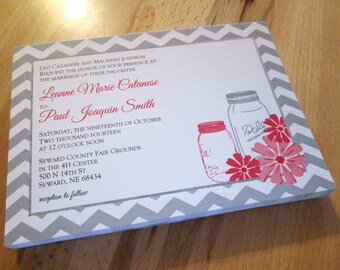 Leo Catanese and Maureen Johnson
Request the honor of your presence at
the marriage of their daughter
Leanne Marie Catanese
to
Paul Joaquin Smith
Saturday, the nineteenth of October
Two thousand fourteen
at 12 o'clock noon
Seward County Fair Grounds
in the 4H Center
500 N 14th Street
Seward, NE 68434
reception to follow
Ball